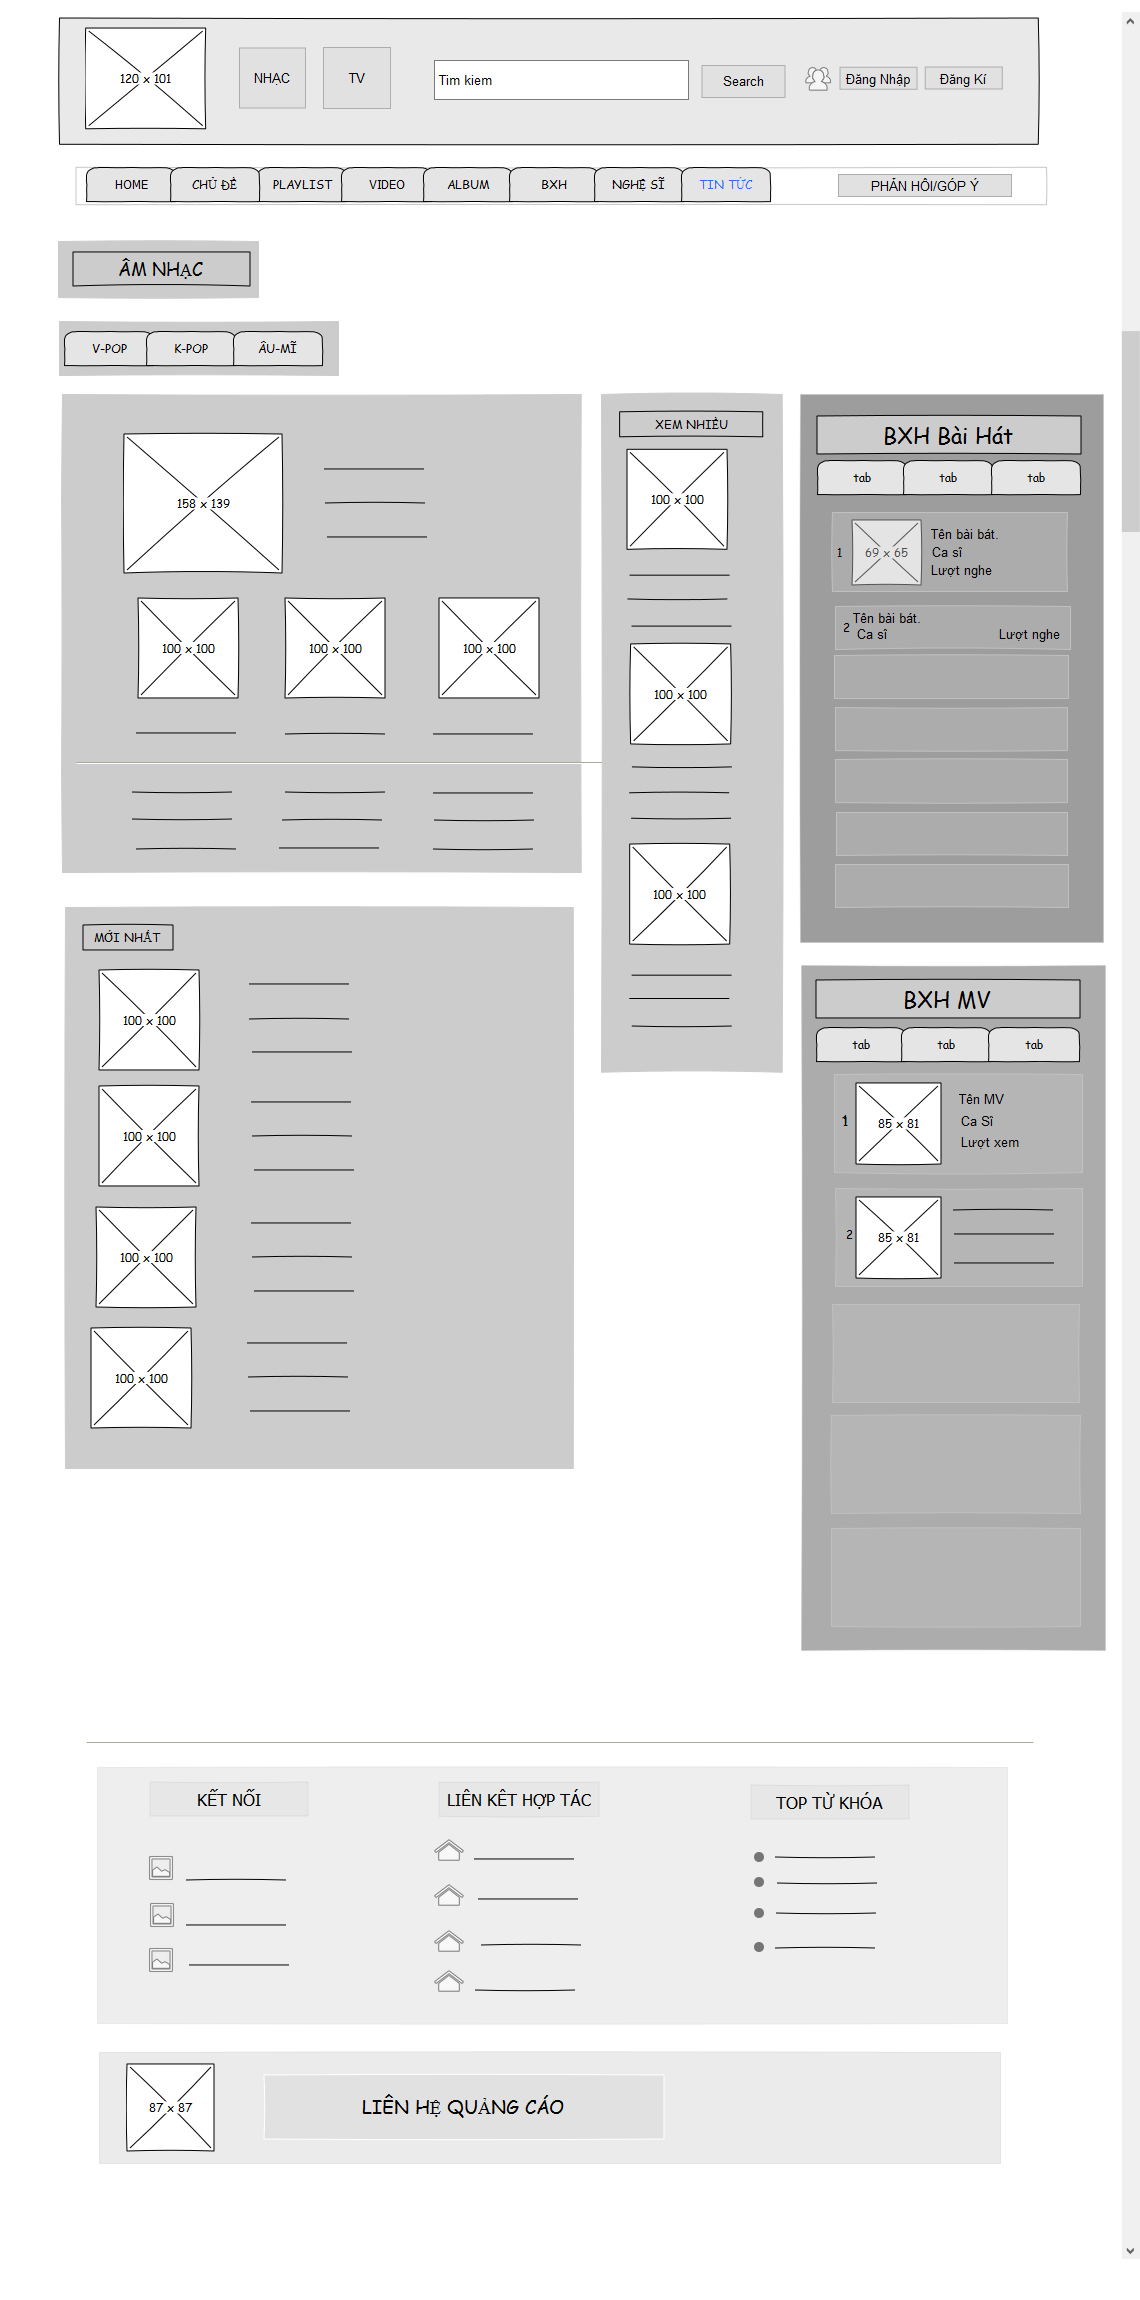 120 x 101
NHẠC
TV
Tim kiem
Search
Đăng Nhập
Đăng Kí
HOME
CHỦ ĐỀ
PLAYLIST
VIDEO
ALBUM
BXH
NGHỆ SĨ
TIN TỨC
PHẢN HỒI/GÓP Ý
ÂM NHẠC
V-POP
K-POP
ÂU-MĨ
158 x 139
100 x 100
100 x 100
100 x 100
XEM NHIỀU
100 x 100
100 x 100
100 x 100
BXH Bài Hát
tab
tab
tab
1
69 x 65
Tên bài bát.
Ca sĩ
Lượt nghe
2
Tên bài bát.
Ca sĩ
Lượt nghe
MỚI NHẤT
100 x 100
100 x 100
100 x 100
100 x 100
BXH MV
tab
tab
tab
1
85 x 81
Tên MV
Ca Sĩ
Lượt xem
2
85 x 81
KẾT NỐI
LIÊN KẾT HỢP TÁC
TOP TỪ KHÓA
87 x 87
LIÊN HỆ QUẢNG CÁO